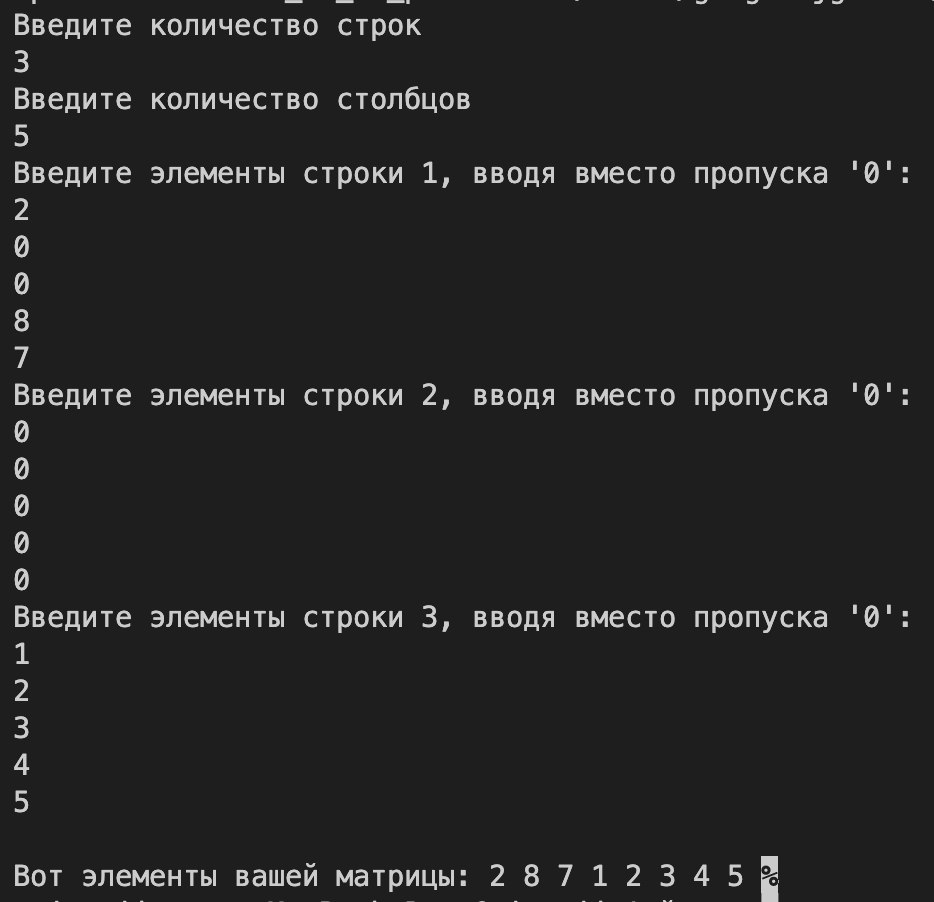 Введите количество строк
3
Введите количество столбцов
5
Введите элементы строки 1, вводя вместо пропуска '0':
2
0
0
8
7
Введите элементы строки 2, вводя вместо пропуска '0':
0
0
0
0
0
Введите элементы строки 3, вводя вместо пропуска '0':
1
2
3
4
5
Вот элементы вашей матрицы: 2 8 7 1 2 3 4 5 %